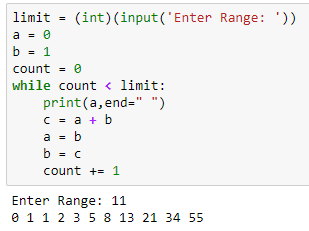 limit = (int)(input('Enter Range: '))
a = 0
b = 1
count = 0
while count < limit:
    print(a,end=" ")
    c = a + b
    a = b
    b = c
    count += 1
Enter Range: 11
0 1 1 2 3 5 8 13 21 34 55